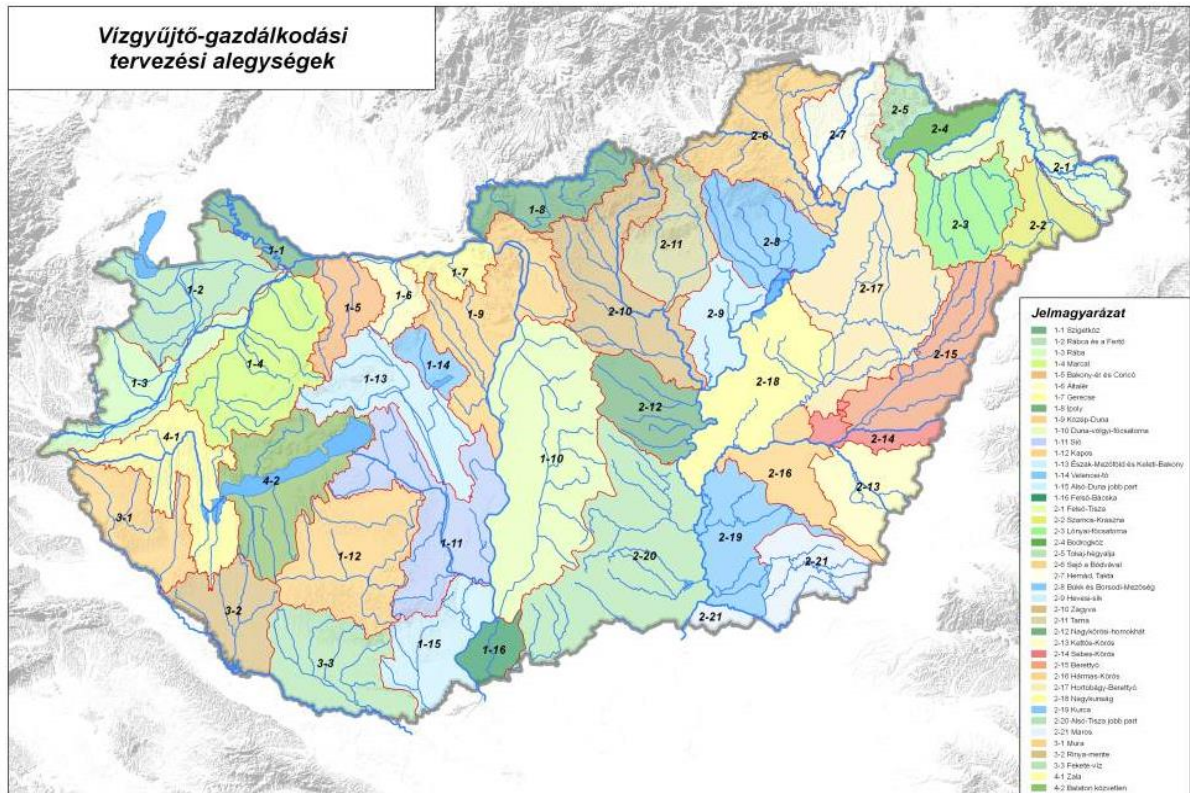 Vízgyűjtő-gazdálkodási
tervezési alegységek
2-5
2-4
2-6
2-7
2-1
1-8
2-3
2-2
1-1
2-11
2-8
1-7
1-2
1-6
2-17
1-5
2-10
2-9
1-9
1-4
1-14
2-15
1-3
1-13
2-18
2-12
4-1
2-14
1-10
2-16
4-2
2-13
3-1
2-19
1-12
1-11
2-20
2-21
3-2
2-21
1-15
1-16
3-3
Jelmagyarázat
1-1 Szigetköz
1-2 Rábca és a Fertő
1-3 Rába
1-4 Marcal
1-5 Bakony-ér és Concó
1-6 Általér
1-7 Gerecse
1-8 Ipoly
1-9 Közép-Duna
1-10 Duna-völgyi-főcsatorna
1-11 Sió
1-12 Kapos
1-13 Észak-Mezőföld és Keleti-Bakony
1-14 Velencei-tó
1-15 Alsó-Duna jobb part
1-16 Felső-Bácska
2-1 Felső-Tisza
2-2 Szamos-Kraszna
2-3 Lónyai-főcsatorna
2-4 Bodrogköz
2-5 Tokaj-hegyalja
2-6 Sajó a Bódvával
2-7 Hernád, Takta
2-8 Bükk és Borsodi-Mezőség
2-9 Hevesi-sík
2-10 Zagyva
2-11 Tarna
2-12 Nagykőrösi-homokhát
2-13 Kettős-Körös
2-14 Sebes-Körös
2-15 Berettyó
2-16 Hármas-Körös
2-17 Hortobágy-Berettyó
2-18 Nagykunság
2-19 Kurca
2-20 Alsó-Tisza jobb part
2-21 Maros
3-1 Mura
3-2 Rinya-mente
3-3 Fekete-víz
4-1 Zala
4-2 Balaton közvetlen